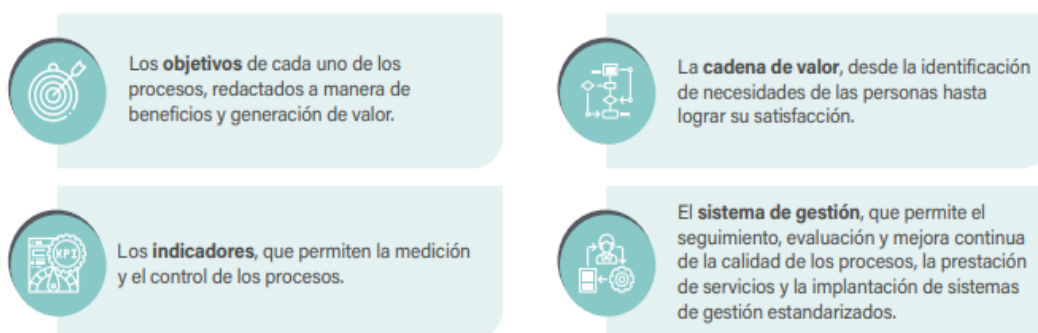 Los objetivos de cada uno de los
procesos, redactados a manera de
beneficios y generación de valor.
La cadena de valor, desde la identificación
de necesidades de las personas hasta
lograr su satisfacción.
KPI
Los indicadores, que permiten la medición
y el control de los procesos.
El sistema de gestión, que permite el
seguimiento, evaluación y mejora continua
de la calidad de los procesos, la prestación
de servicios y la implantación de sistemas
de gestión estandarizados.